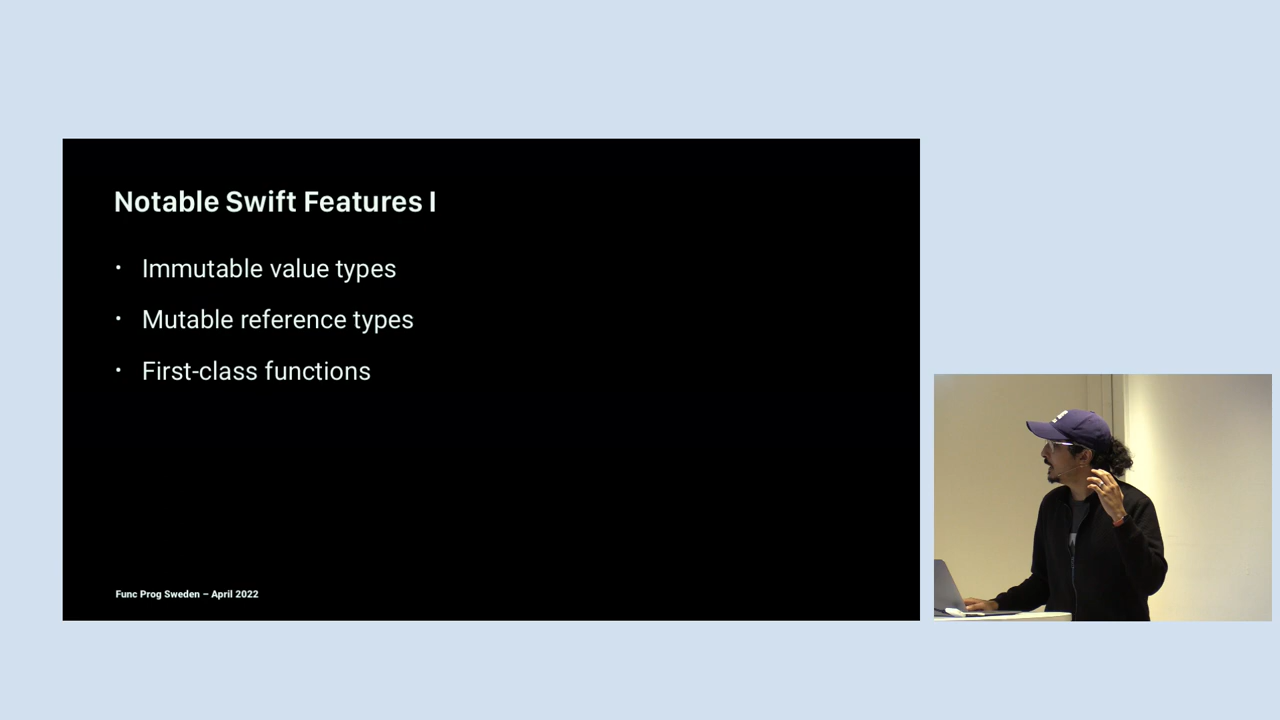 Notable Swift Features I
• Immutable value types
• Mutable reference types
• First-class functions
Func Prog Sweden – April 2022